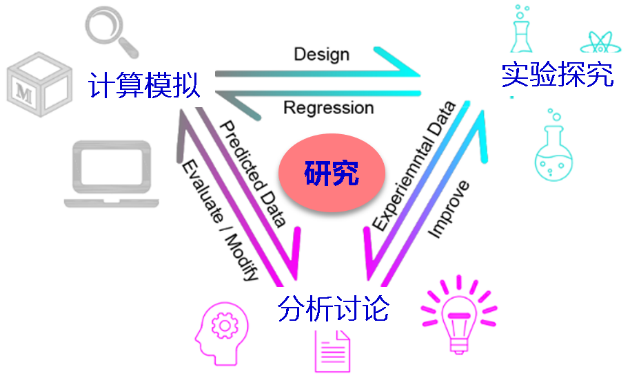 Design
计算模拟
实验探究
Regression
M
Predicted Data
Evaluate / Modify
研究
Experiemntal Data
Improve
分析讨论